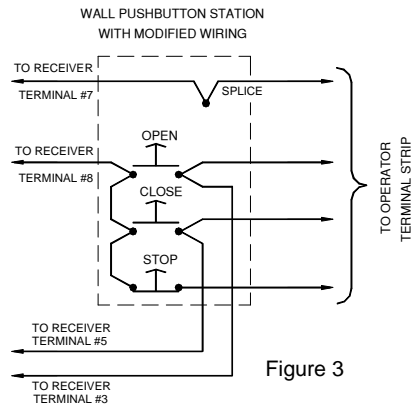 WALL PUSHBUTTON STATION
WITH MODIFIED WIRING
TO RECEIVER
TERMINAL #7
SPLICE
TO RECEIVER
TERMINAL #8
OPEN
CLOSE
STOP
TO OPERATOR
TERMINAL STRIP
TO RECEIVER
TERMINAL #5
TO RECEIVER
TERMINAL #3
Figure 3